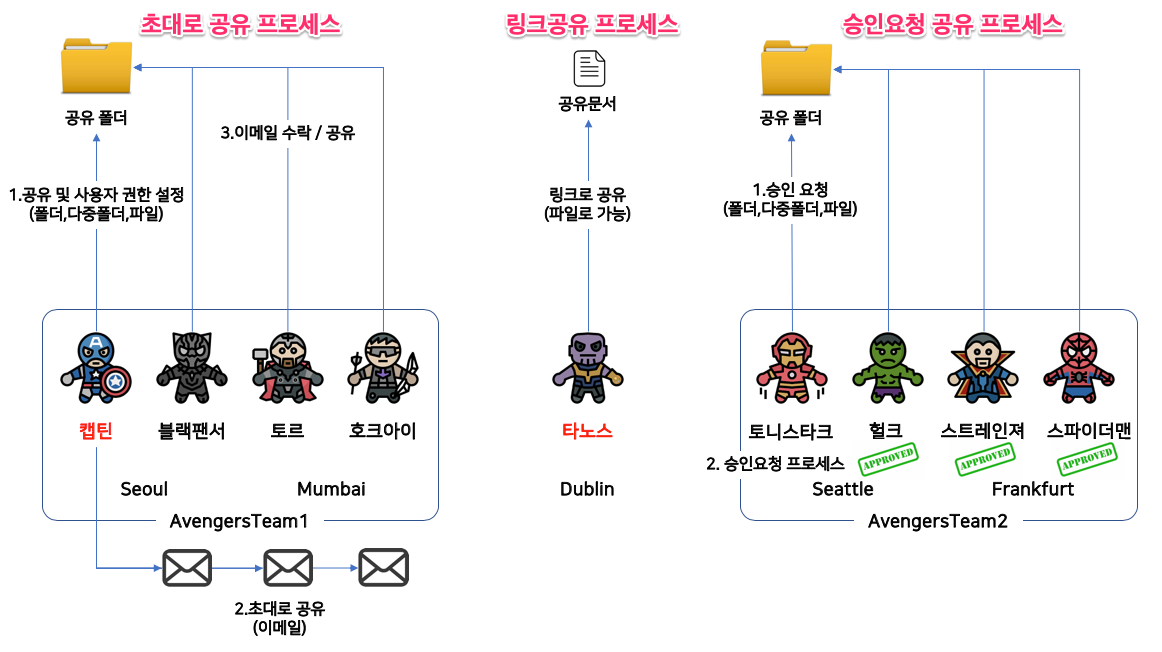 초대로 공유 프로세스
공유 폴더
3.이메일 수락 / 공유
1.공유 및 사용자 권한 설정
(폴더,다중폴더,파일)
캡틴
블랙팬서
토르
호크아이
Seoul
Mumbai
AvengersTeam1
2.초대로 공유
(이메일)
링크공유 프로세스
공유문서
링크로 공유
(파일로 가능)
타노스
Dublin
승인요청 공유 프로세스
공유 폴더
1.승인 요청
(폴더,다중폴더,파일)
토니스타크
헐크
스트레인져
스파이더맨
2. 승인요청 프로세스
APPROVED
APPROVED
APPROVED
Seattle
Frankfurt
AvengersTeam2